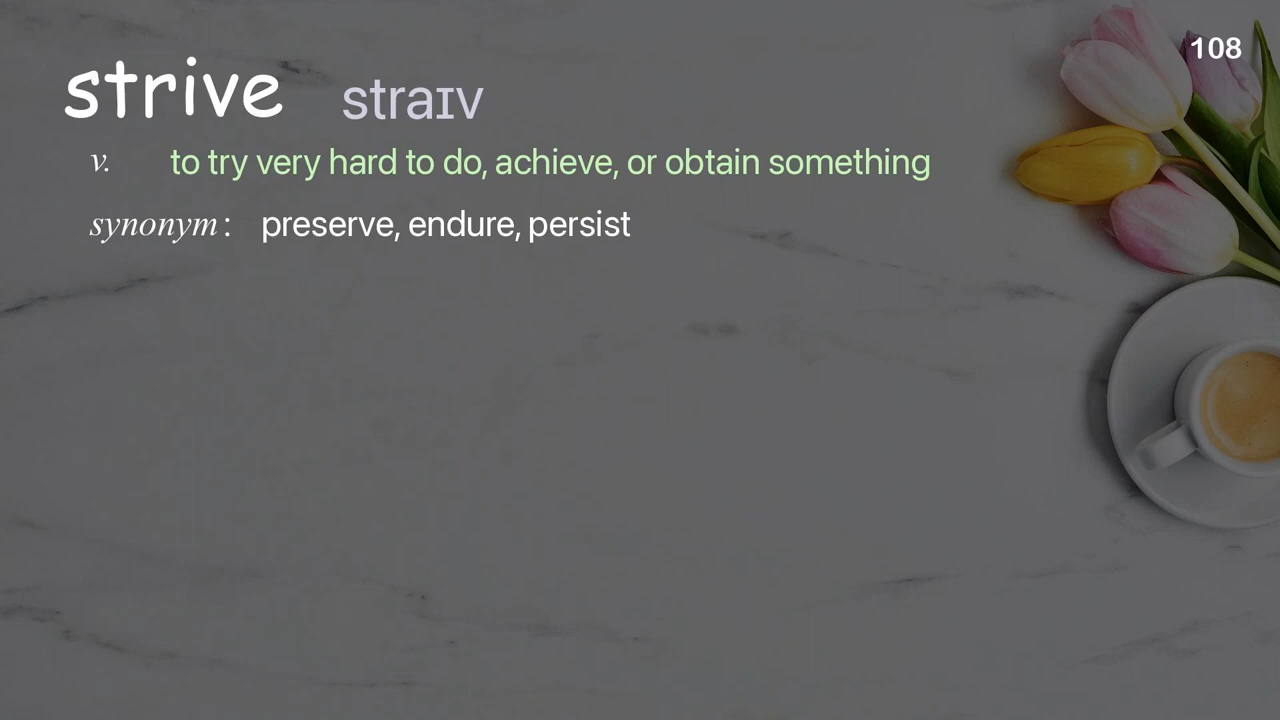 108
strive straɪv
v. to try very hard to do, achieve, or obtain something
synonym: preserve, endure, persist